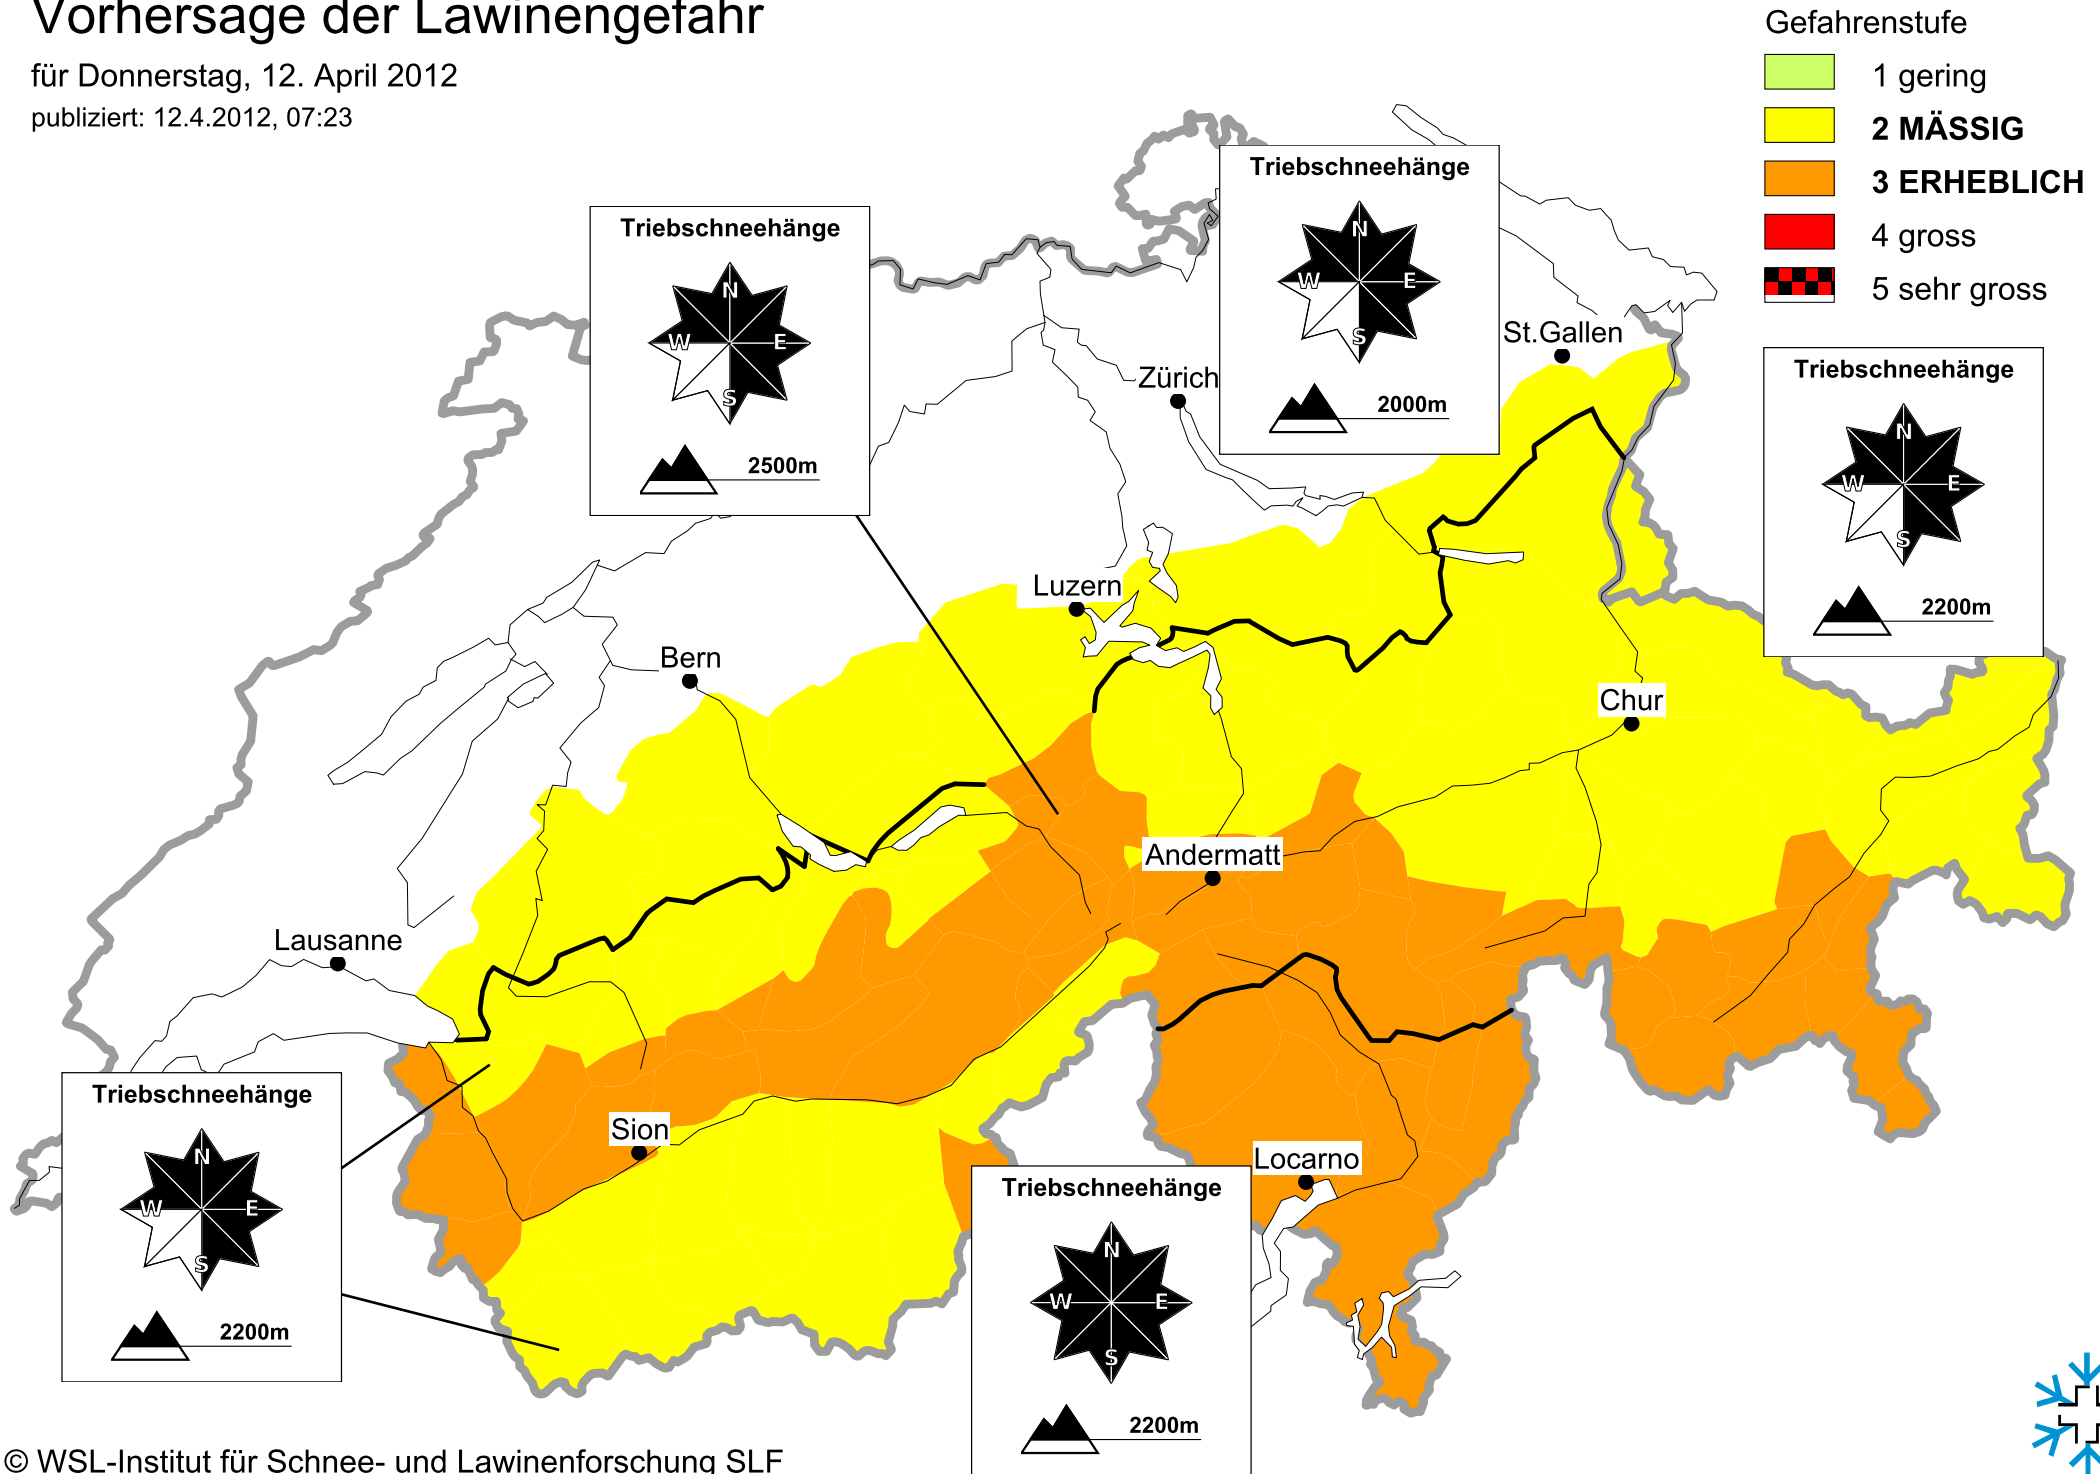 Vorhersage der Lawinengefahr
für Donnerstag, 12. April 2012
publiziert: 12.4.2012, 07:23
Gefahrenstufe
1 gering
2 MÄSSIG
3 ERHEBLICH
4 gross
5 sehr gross
Triebschneehänge
N
W E
S
2500m
Triebschneehänge
N
W E
S
2000m
Triebschneehänge
N
W E
S
2200m
St.Gallen
Zürich
Luzern
Bern
Chur
Andermatt
Lausanne
Sion
Locarno
Triebschneehänge
N
W E
S
2200m
Triebschneehänge
N
W E
S
2200m
© WSL-Institut für Schnee- und Lawinenforschung SLF